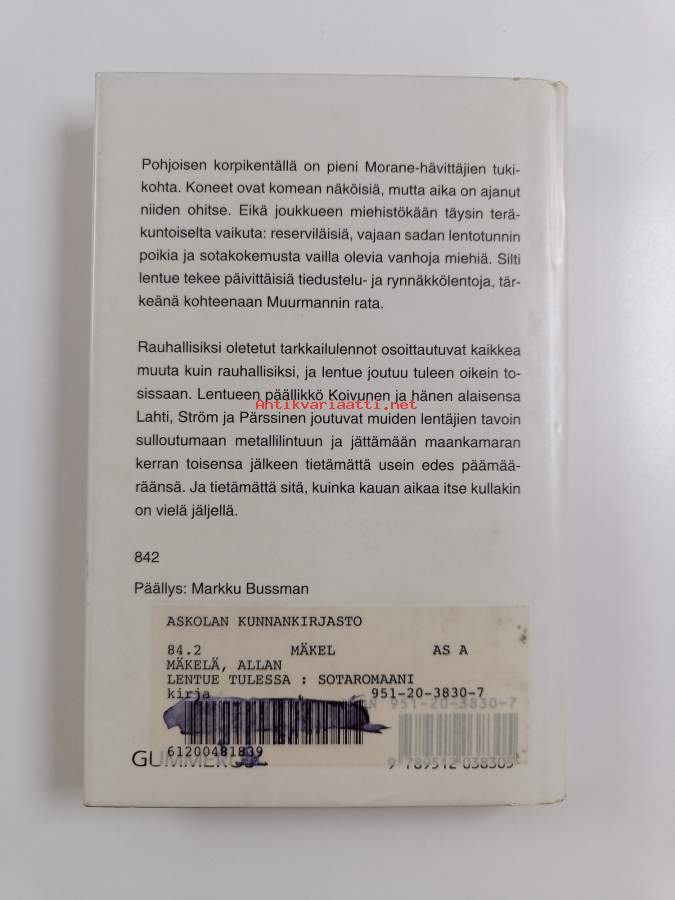 Pohjoisen korpikentällä on pieni Morane-hävittäjien tuki-
kohta. Koneet ovat komean näköisiä, mutta aika on ajanut
niiden ohitse. Eikä joukkueen miehistökään täysin terä-
kuntoiselta vaikuta: reserviläisiä, vajaan sadan lentotunnin
poikia ja sotakokemusta vailla olevia vanhoja miehiä. Silti
lentue tekee päivittäisiä tiedustelu- ja rynnäkkölentoja, tär-
keänä kohteenaan Muurmannin rata.
Rauhallisiksi oletetut tarkkailulennot osoittautuvat kaikkea
muuta kuin rauhallisiksi, ja lentue joutuu tuleen oikein to-
sissaan. Lentueen päällikkö Koivunen ja hänen alaisensa
Antikvariaatti.net
Lahti, Ström ja Pärssinen joutuvat muiden lentäjien tavoin
sulloutumaan metallilintuun ja jättämään maankamaran
kerran toisensa jälkeen tietämättä usein edes päämää-
räänsä. Ja tietämättä sitä, kuinka kauan aikaa itse kullakin
on vielä jäljellä.
842
Päällys: Markku Bussman
ASKOLAN KUNNANKIRJASTO
84.2 MÄKEL AS A
MÄKELÄ, ALLAN
LENTUE TULESSA : SOTAROMAANI
kirja 951-20-3830-7
951-20-3830-7
61200481839
GUMMERUS
9 789512 038305